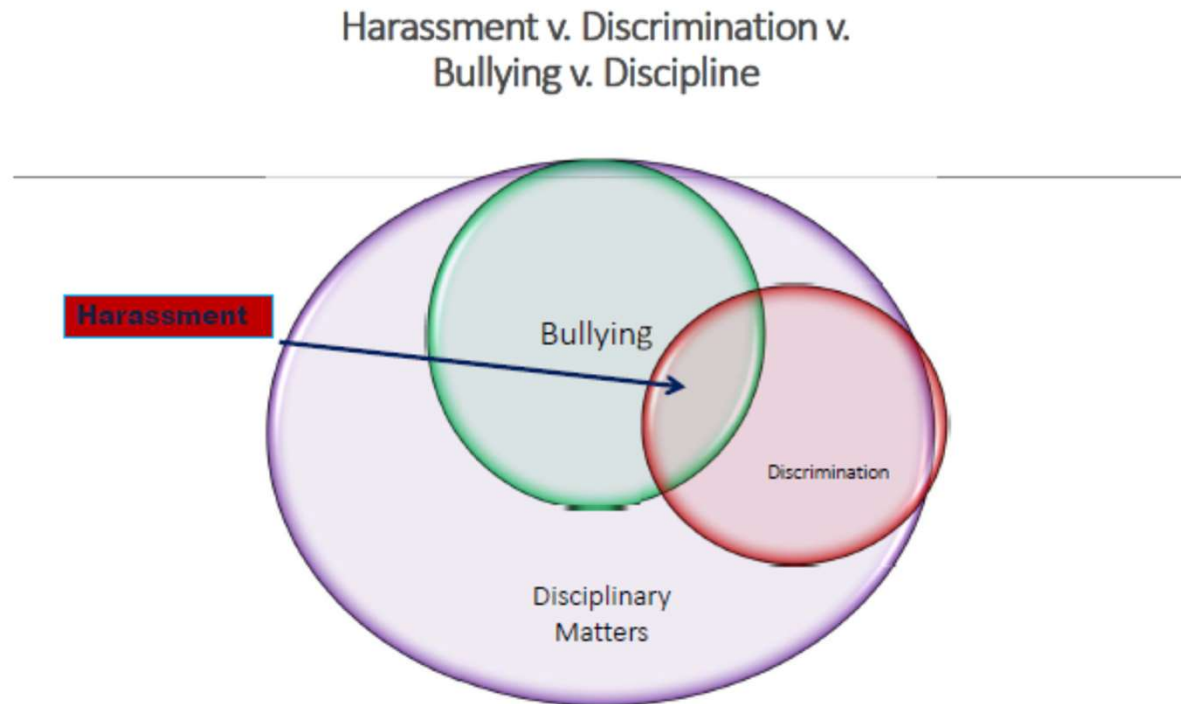 Harassment v. Discrimination v.
Bullying v. Discipline
Harassment
Bullying
Discrimination
Disciplinary
Matters